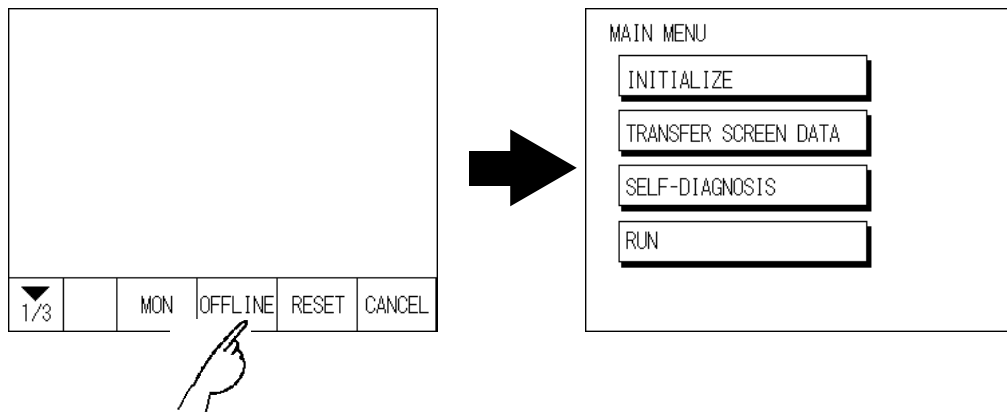 1/3 MON OFFLINE RESET CANCEL
MAIN MENU
INITIALIZE
TRANSFER SCREEN DATA
SELF-DIAGNOSIS
RUN